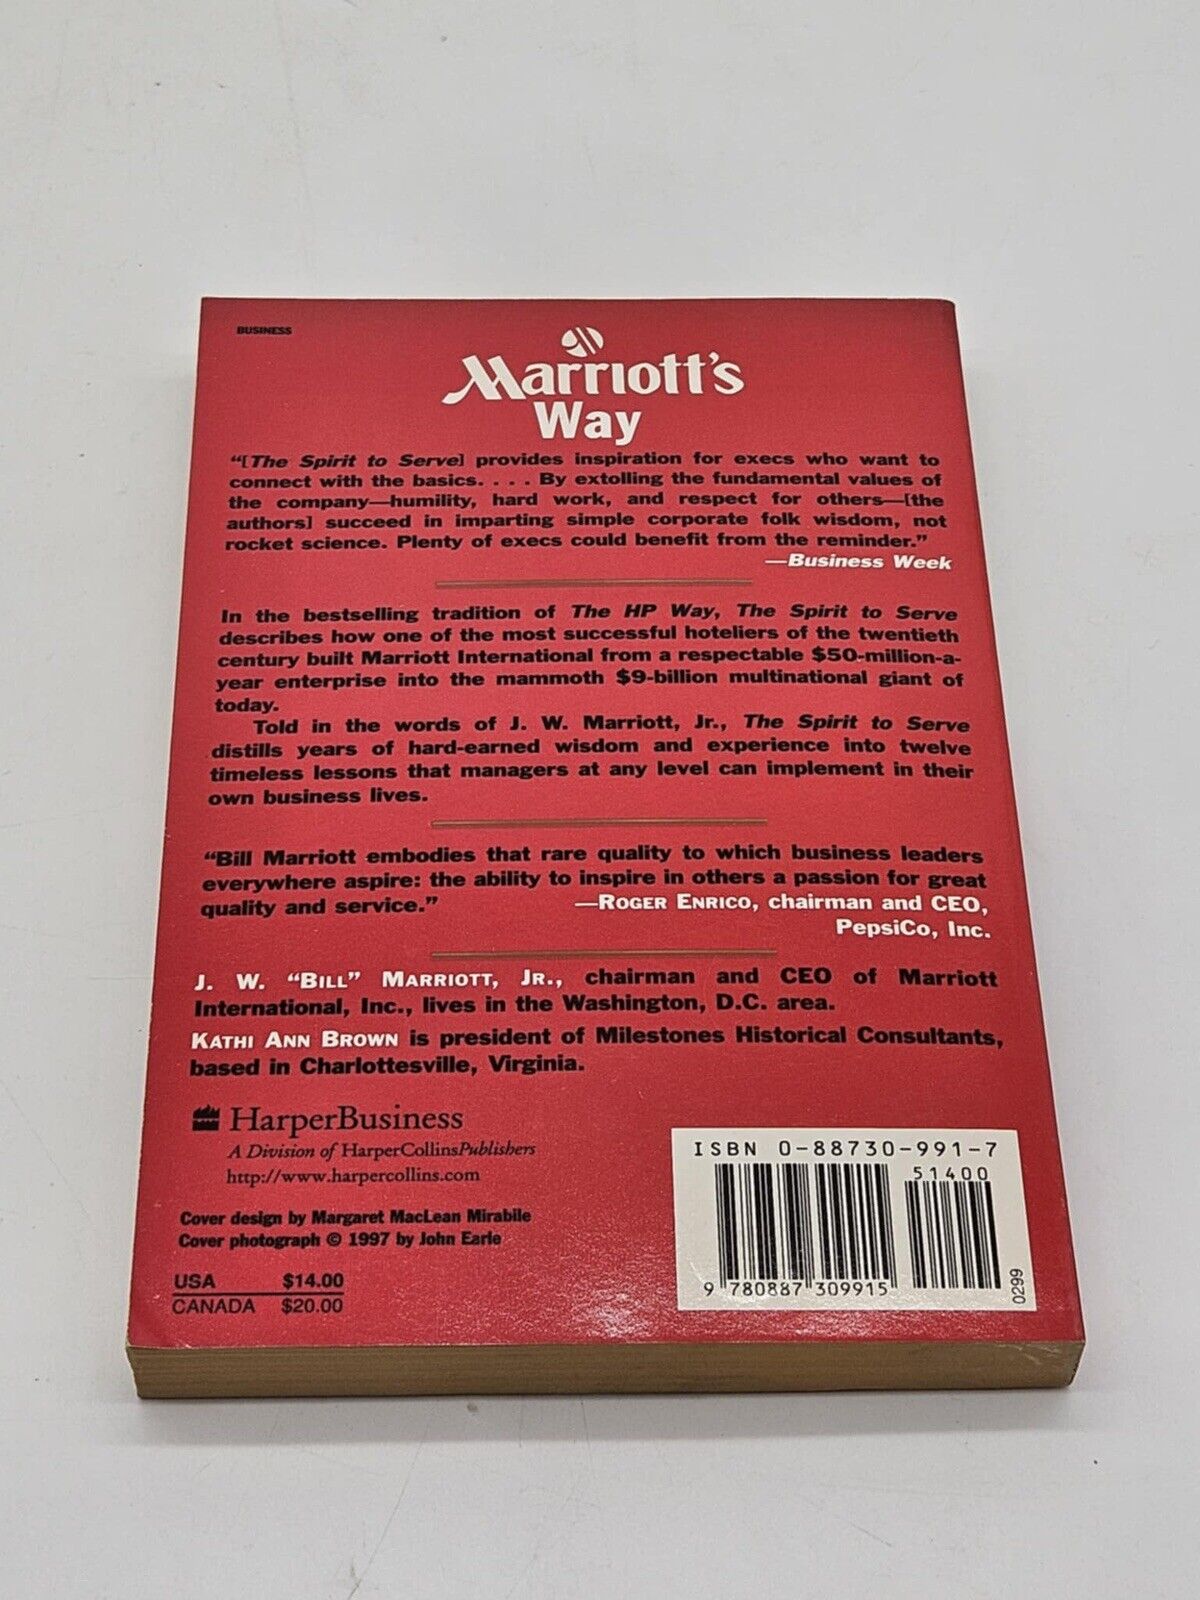 BUSINESS
Marriott's
Way
“[The Spirit to Serve] provides inspiration for execs who want to
connect with the basics. . . . By extolling the fundamental values of
the company—humility, hard work, and respect for others—[the
authors] succeed in imparting simple corporate folk wisdom, not
rocket science. Plenty of execs could benefit from the reminder.”
—Business Week
In the bestselling tradition of The HP Way, The Spirit to Serve
describes how one of the most successful hoteliers of the twentieth
century built Marriott International from a respectable $50-million-a-
year enterprise into the mammoth $9-billion multinational giant of
today.
Told in the words of J. W. Marriott, Jr., The Spirit to Serve
distills years of hard-earned wisdom and experience into twelve
timeless lessons that managers at any level can implement in their
own business lives.
“Bill Marriott embodies that rare quality to which business leaders
everywhere aspire: the ability to inspire in others a passion for great
quality and service.” —ROGER ENRICO, chairman and CEO,
PepsiCo, Inc.
J. W. “BILL” MARRIOTT, JR., chairman and CEO of Marriott
International, Inc., lives in the Washington, D.C. area.
KATHI ANN BROWN is president of Milestones Historical Consultants,
based in Charlottesville, Virginia.
HarperBusiness
A Division of HarperCollinsPublishers
http://www.harpercollins.com
Cover design by Margaret MacLean Mirabile
Cover photograph © 1997 by John Earle
USA $14.00
CANADA $20.00
ISBN 0-88730-991-7
51400
9 780887 309915
0299